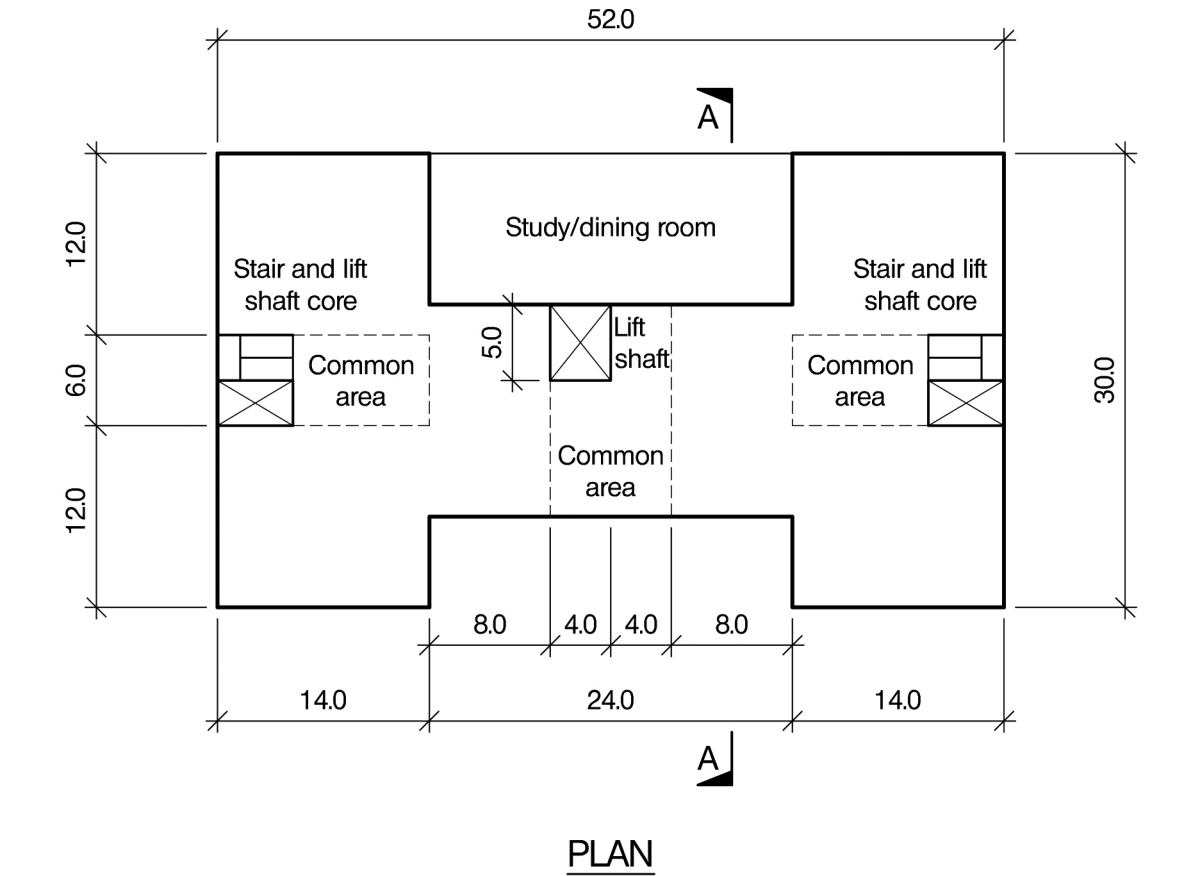 52.0
A
Study/dining room
12.0
Stair and lift
shaft core
Stair and lift
shaft core
5.0
Lift
shaft
6.0
Common
area
Common
area
30.0
Common
area
12.0
8.0
4.0
4.0
8.0
14.0
24.0
14.0
A
PLAN